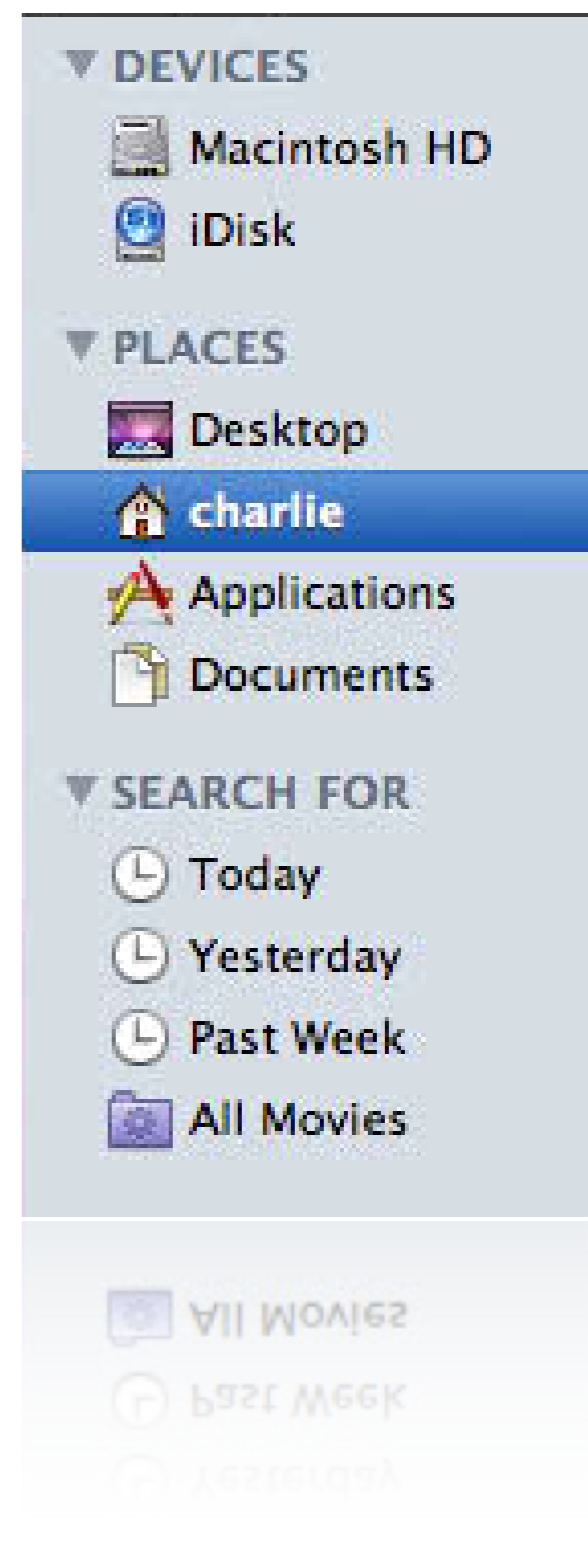 DEVICES
Macintosh HD
iDisk
PLACES
Desktop
charlie
Applications
Documents
SEARCH FOR
Today
Yesterday
Past Week
All Movies
All Movies
Past Week
Yesterday